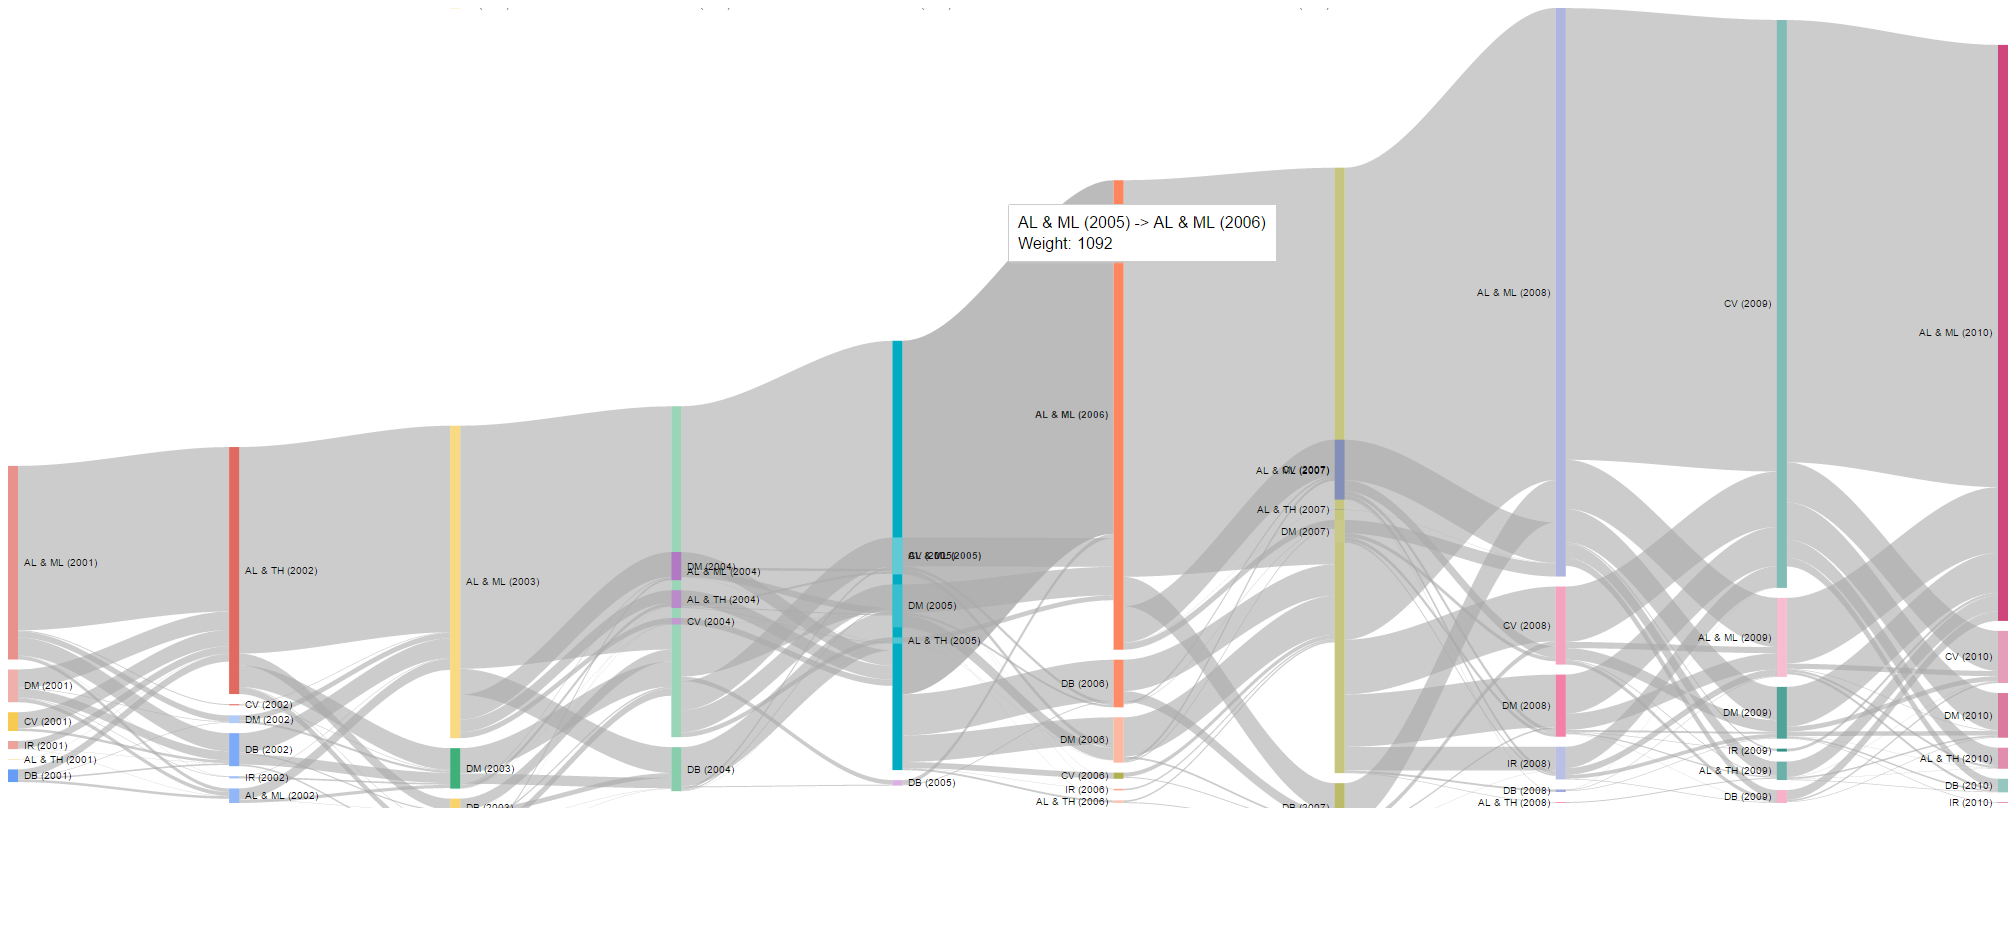 AL & ML (2005) -> AL & ML (2006)
Weight: 1092
AL & ML (2001)
DM (2001)
CV (2001)
IR (2001)
AL & TH (2001)
DB (2001)
AL & TH (2002)
CV (2002)
DM (2002)
DB (2002)
IR (2002)
AL & ML (2002)
AL & ML (2003)
DM (2003)
DB (2003)
DM (2004)
AL & ML (2004)
AL & TH (2004)
CV (2004)
DB (2004)
CV (2005)
AL & ML (2005)
DM (2005)
AL & TH (2005)
DB (2005)
AL & ML (2006)
DB (2006)
DM (2006)
CV (2006)
IR (2006)
AL & TH (2006)
AL & ML (2007)
CV (2007)
AL & TH (2007)
DM (2007)
DB (2007)
AL & ML (2008)
CV (2008)
DM (2008)
IR (2008)
DB (2008)
AL & TH (2008)
CV (2009)
AL & ML (2009)
DM (2009)
IR (2009)
AL & TH (2009)
DB (2009)
AL & ML (2010)
CV (2010)
DM (2010)
AL & TH (2010)
DB (2010)
IR (2010)